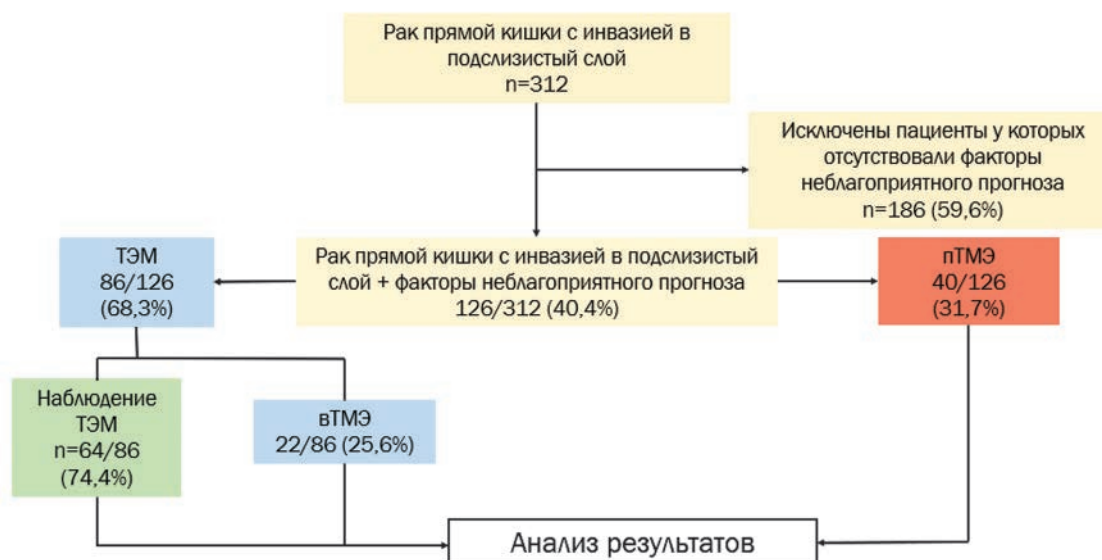 Рак прямой кишки с инвазией в
подслизистый слой
n=312
Исключены пациенты у которых
отсутствовали факторы
неблагоприятного прогноза
n=186 (59,6%)
ТЭМ
86/126
(68,3%)
Рак прямой кишки с инвазией в подслизистый
слой + факторы неблагоприятного прогноза
126/312 (40,4%)
пТМЭ
40/126
(31,7%)
Наблюдение
ТЭМ
n=64/86
(74,4%)
вТМЭ
22/86 (25,6%)
Анализ результатов